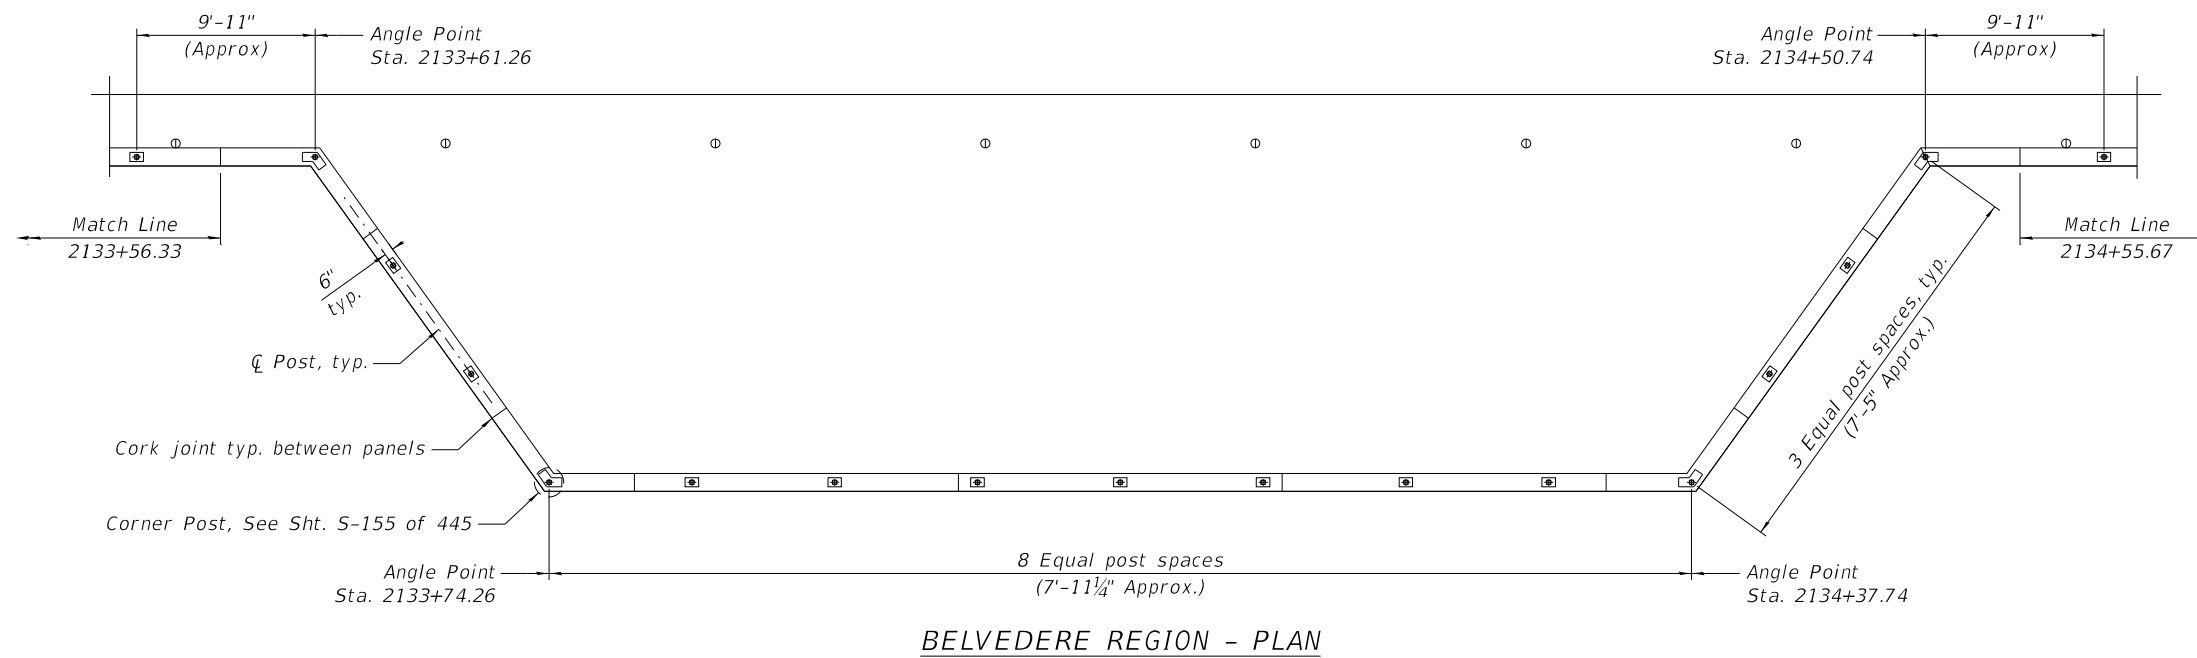 9'-11"
(Approx)
Angle Point
Sta. 2133+61.26
Angle Point
Sta. 2134+50.74
9'-11"
(Approx)
Match Line
2133+56.33
Match Line
2134+55.67
6"
typ.
℄ Post, typ.
3 Equal post spaces, typ.
(7'-5" Approx.)
Cork joint typ. between panels
Corner Post, See Sht. S-155 of 445
Angle Point
Sta. 2133+74.26
8 Equal post spaces
(7'-11¼" Approx.)
Angle Point
Sta. 2134+37.74
BELVEDERE REGION - PLAN